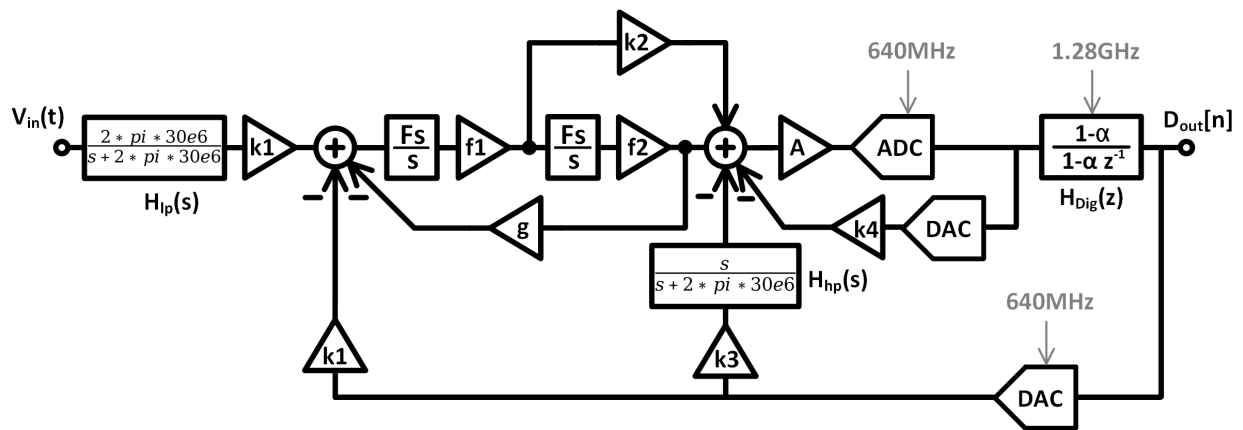 k2
640MHz
1.28GHz
V_in(t)
2 * pi * 30e6
s + 2 * pi * 30e6
H_lp(s)
k1
+
Fs
s
f1
Fs
s
f2
+
A
ADC
1-α
1-α z^-1
H_Dig(z)
D_out[n]
−
−
g
−
−
k4
DAC
s
s + 2 * pi * 30e6
H_hp(s)
640MHz
k1
k3
DAC